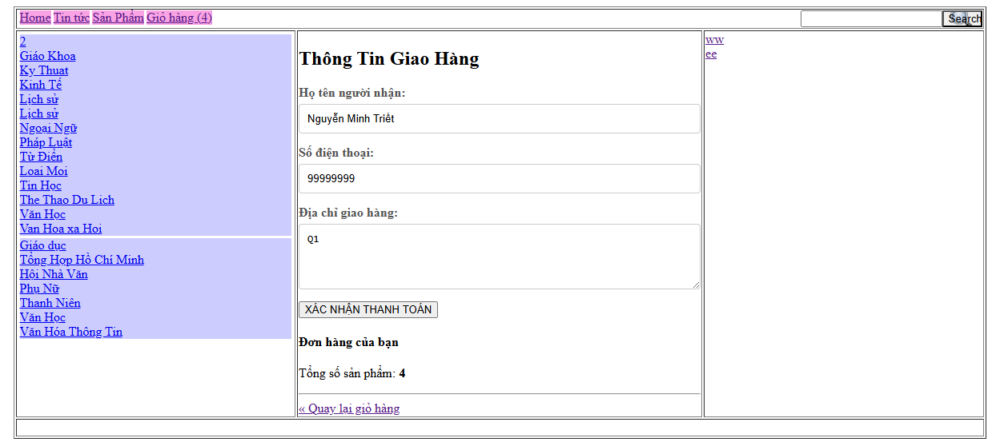 Home Tin tức Sản Phẩm Giỏ hàng (4) Search
2
Giáo Khoa
Ky Thuat
Kinh Tế
Lịch sử
Lịch sử
Ngoại Ngữ
Pháp Luật
Từ Điển
Loai Moi
Tin Học
The Thao Du Lich
Văn Học
Van Hoa xa Hoi
Giáo dục
Tổng Hợp Hồ Chí Minh
Hội Nhà Văn
Phụ Nữ
Thanh Niên
Văn Học
Văn Hóa Thông Tin
Thông Tin Giao Hàng
Họ tên người nhận:
Nguyễn Minh Triết
Số điện thoại:
99999999
Địa chỉ giao hàng:
Q1
XÁC NHẬN THANH TOÁN
Đơn hàng của bạn
Tổng số sản phẩm: 4
« Quay lại giỏ hàng
ww
ee